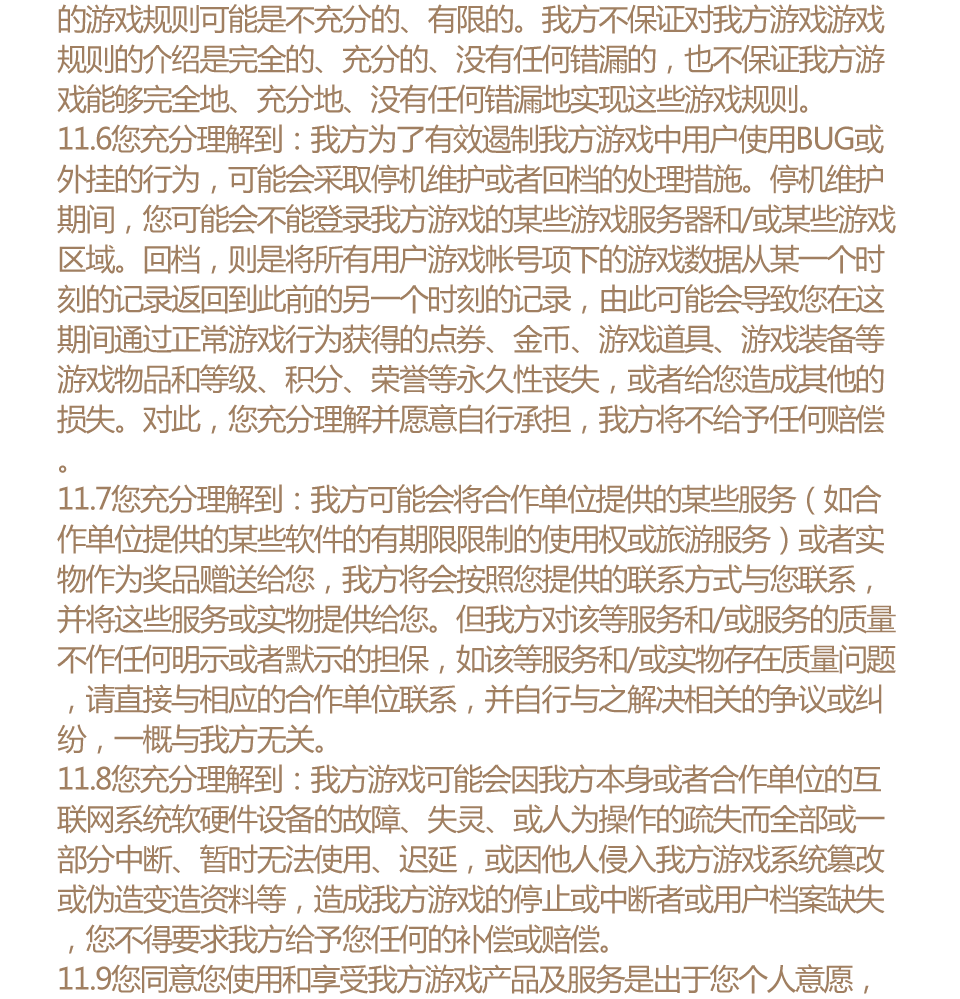 的游戏规则可能是不充分的、有限的。我方不保证对我方游戏游戏
规则的介绍是完全的、充分的、没有任何错漏的，也不保证我方游
戏能够完全地、充分地、没有任何错漏地实现这些游戏规则。
11.6您充分理解到：我方为了有效遏制我方游戏中用户使用BUG或
外挂的行为，可能会采取停机维护或者回档的处理措施。停机维护
期间，您可能会不能登录我方游戏的某些游戏服务器和/或某些游戏
区域。回档，则是将所有用户游戏帐号项下的游戏数据从某一个时
刻的记录返回到此前的另一个时刻的记录，由此可能会导致您在这
期间通过正常游戏行为获得的点券、金币、游戏道具、游戏装备等
游戏物品和等级、积分、荣誉等永久性丧失，或者给您造成其他的
损失。对此，您充分理解并愿意自行承担，我方将不给予任何赔偿
。
11.7您充分理解到：我方可能会将合作单位提供的某些服务（如合
作单位提供的某些软件的有期限限制的使用权或旅游服务）或者实
物作为奖品赠送给您，我方将会按照您提供的联系方式与您联系，
并将这些服务或实物提供给您。但我方对该等服务和/或服务的质量
不作任何明示或者默示的担保，如该等服务和/或实物存在质量问题
，请直接与相应的合作单位联系，并自行与之解决相关的争议或纠
纷，一概与我方无关。
11.8您充分理解到：我方游戏可能会因我方本身或者合作单位的互
联网系统软硬件设备的故障、失灵、或人为操作的疏失而全部或一
部分中断、暂时无法使用、迟延，或因他人侵入我方游戏系统篡改
或伪造变造资料等，造成我方游戏的停止或中断者或用户档案缺失
，您不得要求我方给予您任何的补偿或赔偿。
11.9您同意您使用和享受我方游戏产品及服务是出于您个人意愿，